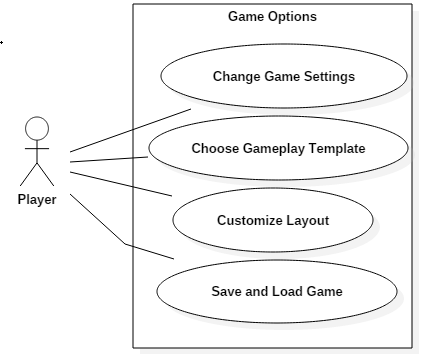 Game Options
Change Game Settings
Choose Gameplay Template
Player
Customize Layout
Save and Load Game